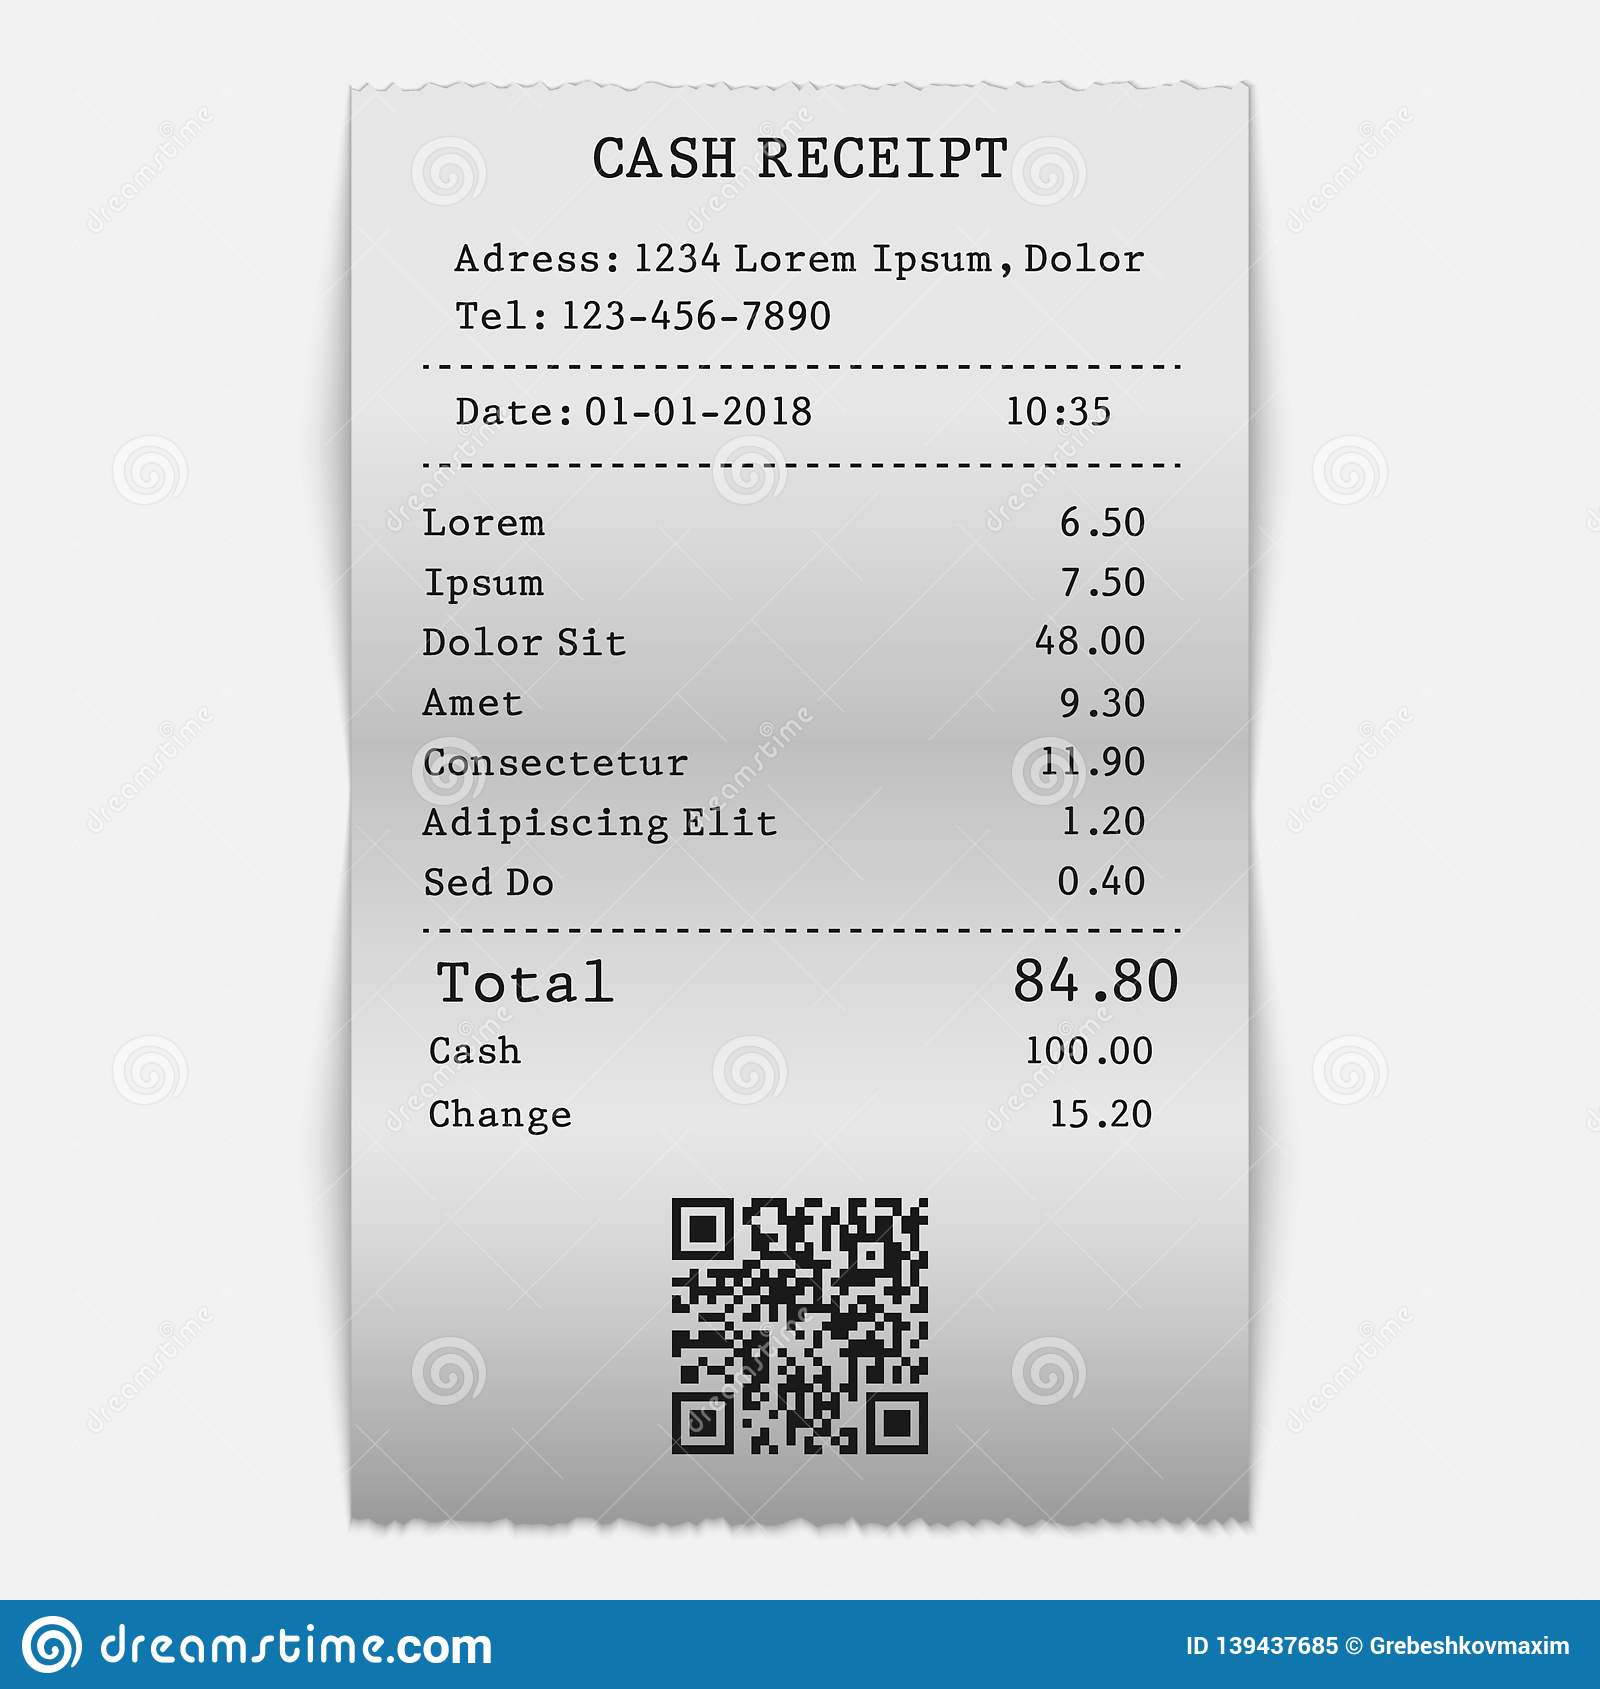 CASH RECEIPT
Adress: 1234 Lorem Ipsum, Dolor
Tel: 123-456-7890
Date: 01-01-2018 10:35
Lorem 6.50
Ipsum 7.50
Dolor Sit 48.00
Amet 9.30
Consectetur 11.90
Adipiscing Elit 1.20
Sed Do 0.40
Total 84.80
Cash 100.00
Change 15.20
dreamstime.com ID 139437685 © Grebeshkovmaxim